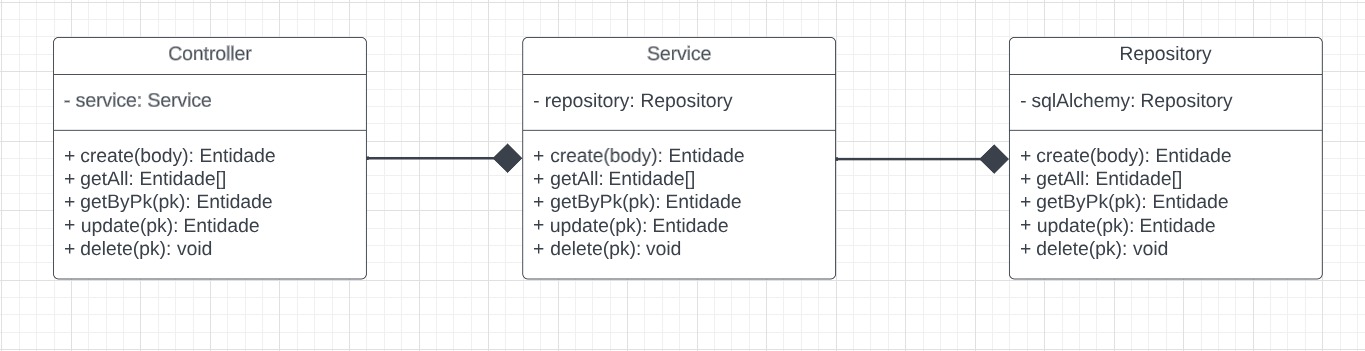 Controller
- service: Service
+ create(body): Entidade
+ getAll: Entidade[]
+ getByPk(pk): Entidade
+ update(pk): Entidade
+ delete(pk): void
Service
- repository: Repository
+ create(body): Entidade
+ getAll: Entidade[]
+ getByPk(pk): Entidade
+ update(pk): Entidade
+ delete(pk): void
Repository
- sqlAlchemy: Repository
+ create(body): Entidade
+ getAll: Entidade[]
+ getByPk(pk): Entidade
+ update(pk): Entidade
+ delete(pk): void